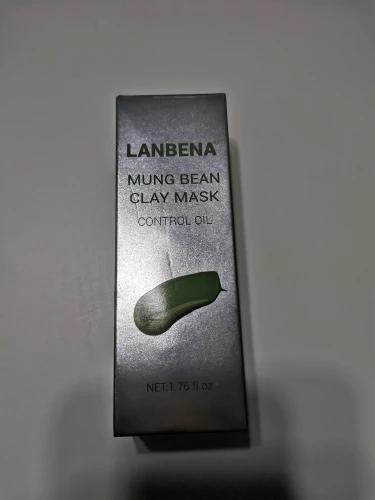 LANBENA
MUNG BEAN
CLAY MASK
CONTROL OIL
NET:1.76 fl oz